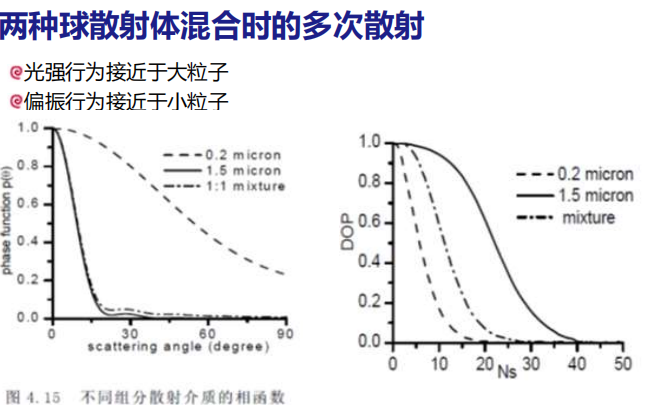 两种球散射体混合时的多次散射
光强行为接近于大粒子
偏振行为接近于小粒子
1.0
0.8
0.6
0.4
0.2
0.0
phase function p(θ)
0.2 micron
1.5 micron
1:1 mixture
0
30
60
90
scattering angle (degree)
1.0
0.8
0.6
0.4
0.2
0.0
DOP
0.2 micron
1.5 micron
mixture
0
10
20
30
40
50
Ns
图 4.15 不同组分散射介质的相函数